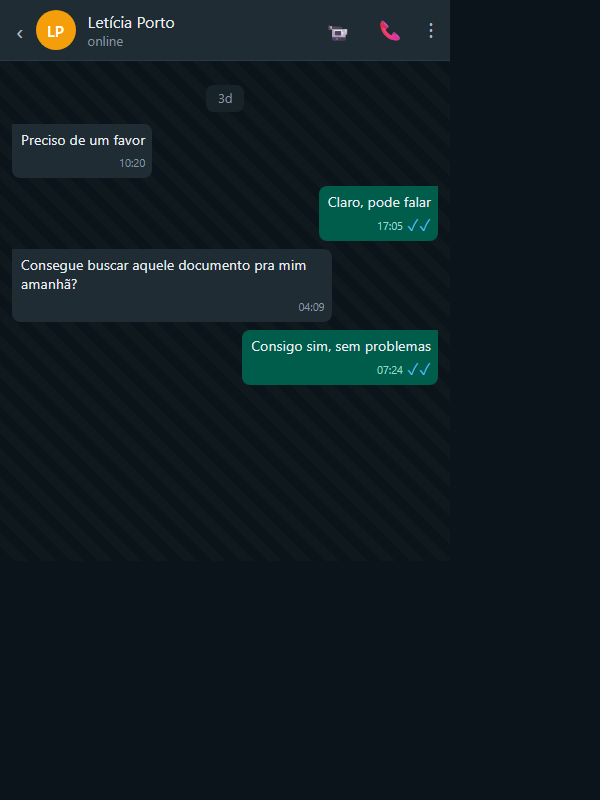 LP
Letícia Porto
online
3d
Preciso de um favor
10:20
Claro, pode falar
17:05
Consegue buscar aquele documento pra mim
amanhã?
04:09
Consigo sim, sem problemas
07:24